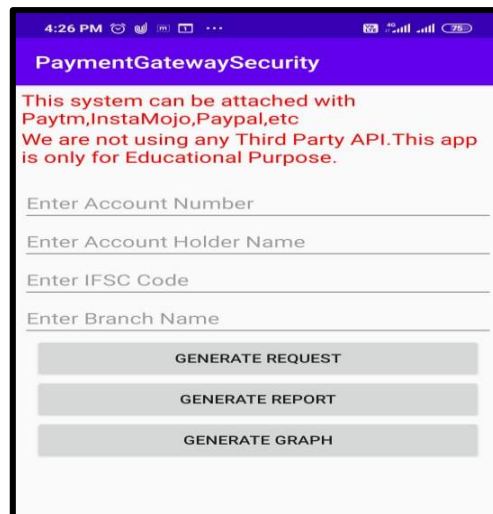 4:26 PM ...
4G 75
PaymentGatewaySecurity
This system can be attached with
Paytm,InstaMojo,Paypal,etc
We are not using any Third Party API.This app
is only for Educational Purpose.
Enter Account Number
Enter Account Holder Name
Enter IFSC Code
Enter Branch Name
GENERATE REQUEST
GENERATE REPORT
GENERATE GRAPH